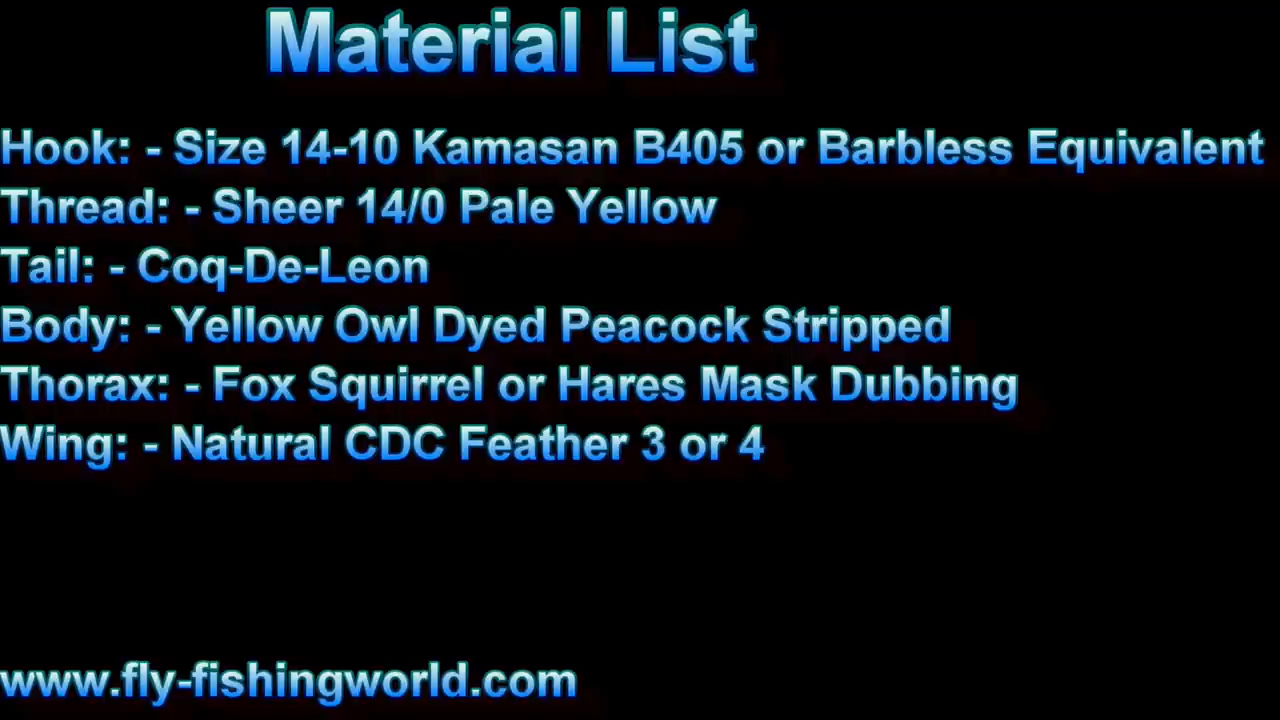 Material List
Hook: - Size 14-10 Kamasan B405 or Barbless Equivalent
Thread: - Sheer 14/0 Pale Yellow
Tail: - Coq-De-Leon
Body: - Yellow Owl Dyed Peacock Stripped
Thorax: - Fox Squirrel or Hares Mask Dubbing
Wing: - Natural CDC Feather 3 or 4
www.fly-fishingworld.com